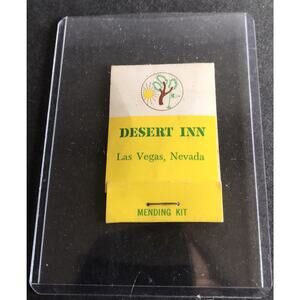 DESERT INN
Las Vegas, Nevada
MENDING KIT